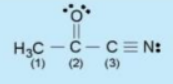 :O:
H₃C — C — C ≡ N:
(1) (2) (3)